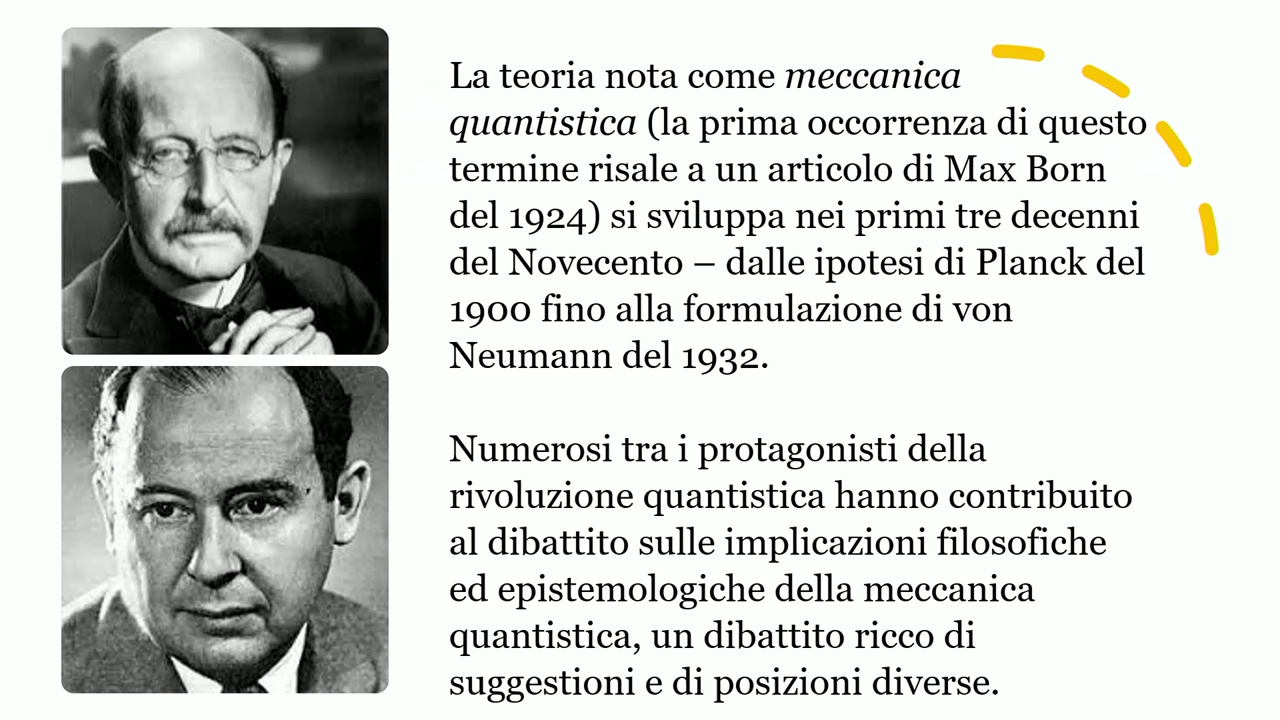 La teoria nota come meccanica
quantistica (la prima occorrenza di questo
termine risale a un articolo di Max Born
del 1924) si sviluppa nei primi tre decenni
del Novecento – dalle ipotesi di Planck del
1900 fino alla formulazione di von
Neumann del 1932.
Numerosi tra i protagonisti della
rivoluzione quantistica hanno contribuito
al dibattito sulle implicazioni filosofiche
ed epistemologiche della meccanica
quantistica, un dibattito ricco di
suggestioni e di posizioni diverse.